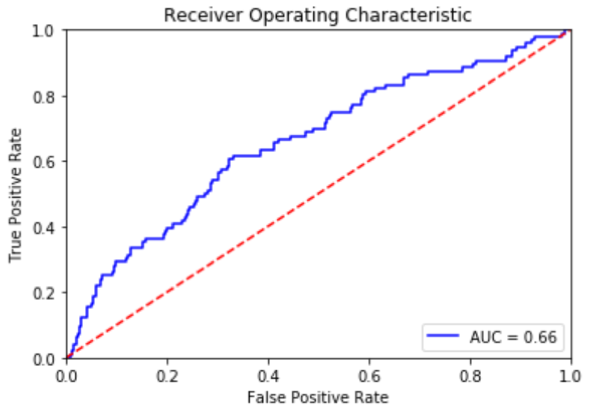 Receiver Operating Characteristic
1.0
0.8
0.6
0.4
0.2
0.0
True Positive Rate
AUC = 0.66
0.0 0.2 0.4 0.6 0.8 1.0
False Positive Rate